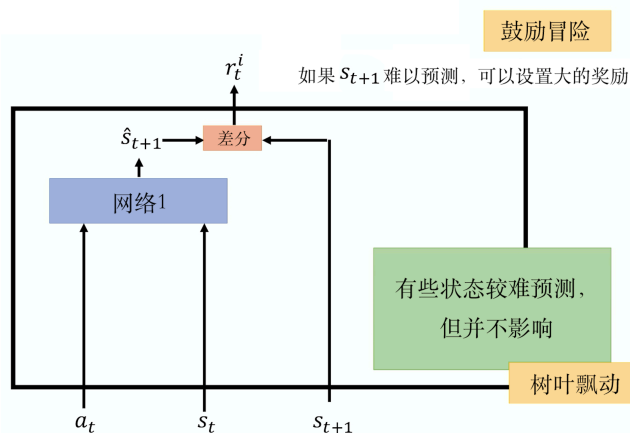 鼓励冒险
如果 s_{t+1} 难以预测，可以设置大的奖励
r_t^i
ŝ_{t+1}
差分
网络1
有些状态较难预测，
但并不影响
树叶飘动
a_t
s_t
s_{t+1}